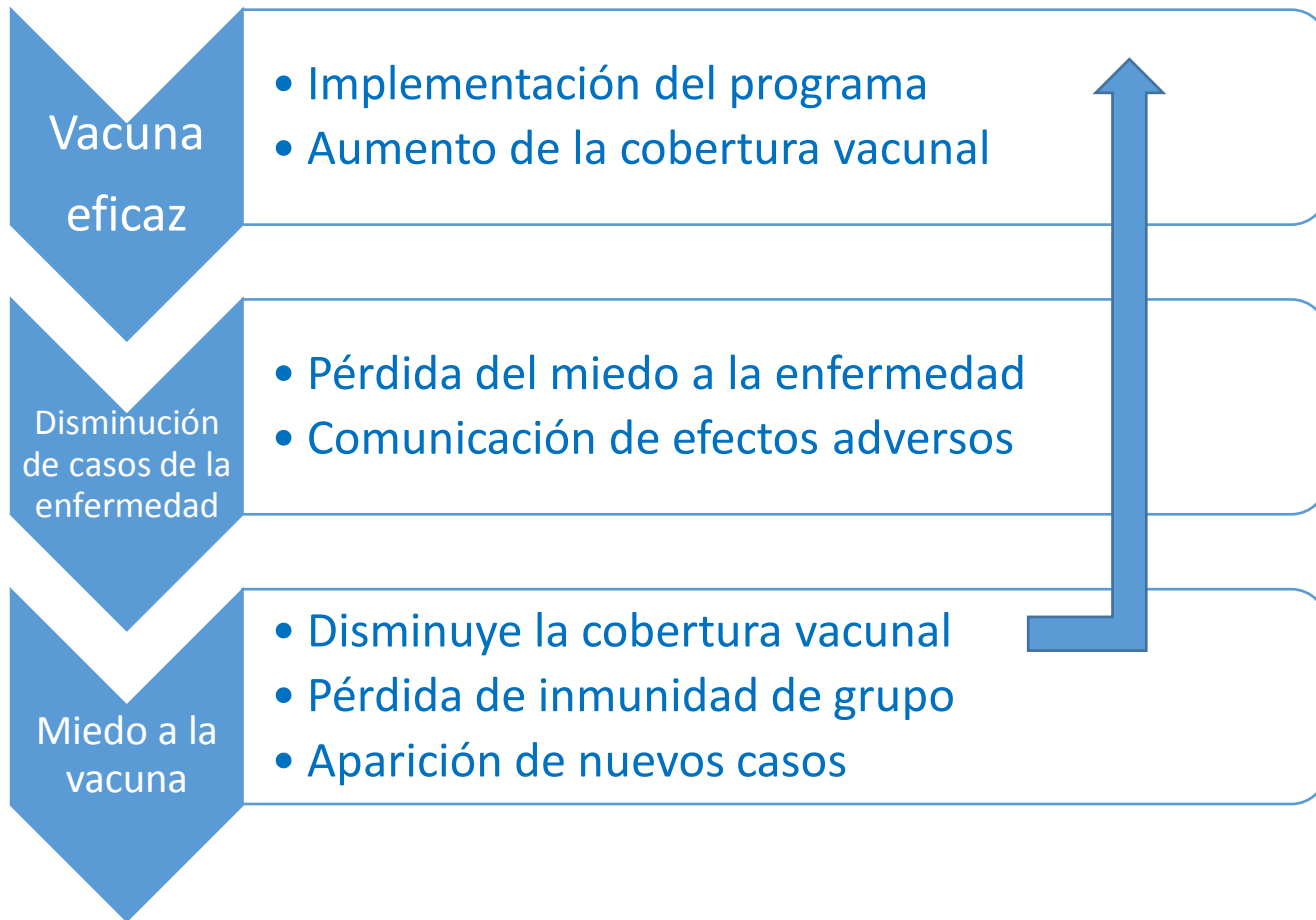 Vacuna
eficaz
• Implementación del programa
• Aumento de la cobertura vacunal
Disminución
de casos de la
enfermedad
• Pérdida del miedo a la enfermedad
• Comunicación de efectos adversos
Miedo a la
vacuna
• Disminuye la cobertura vacunal
• Pérdida de inmunidad de grupo
• Aparición de nuevos casos